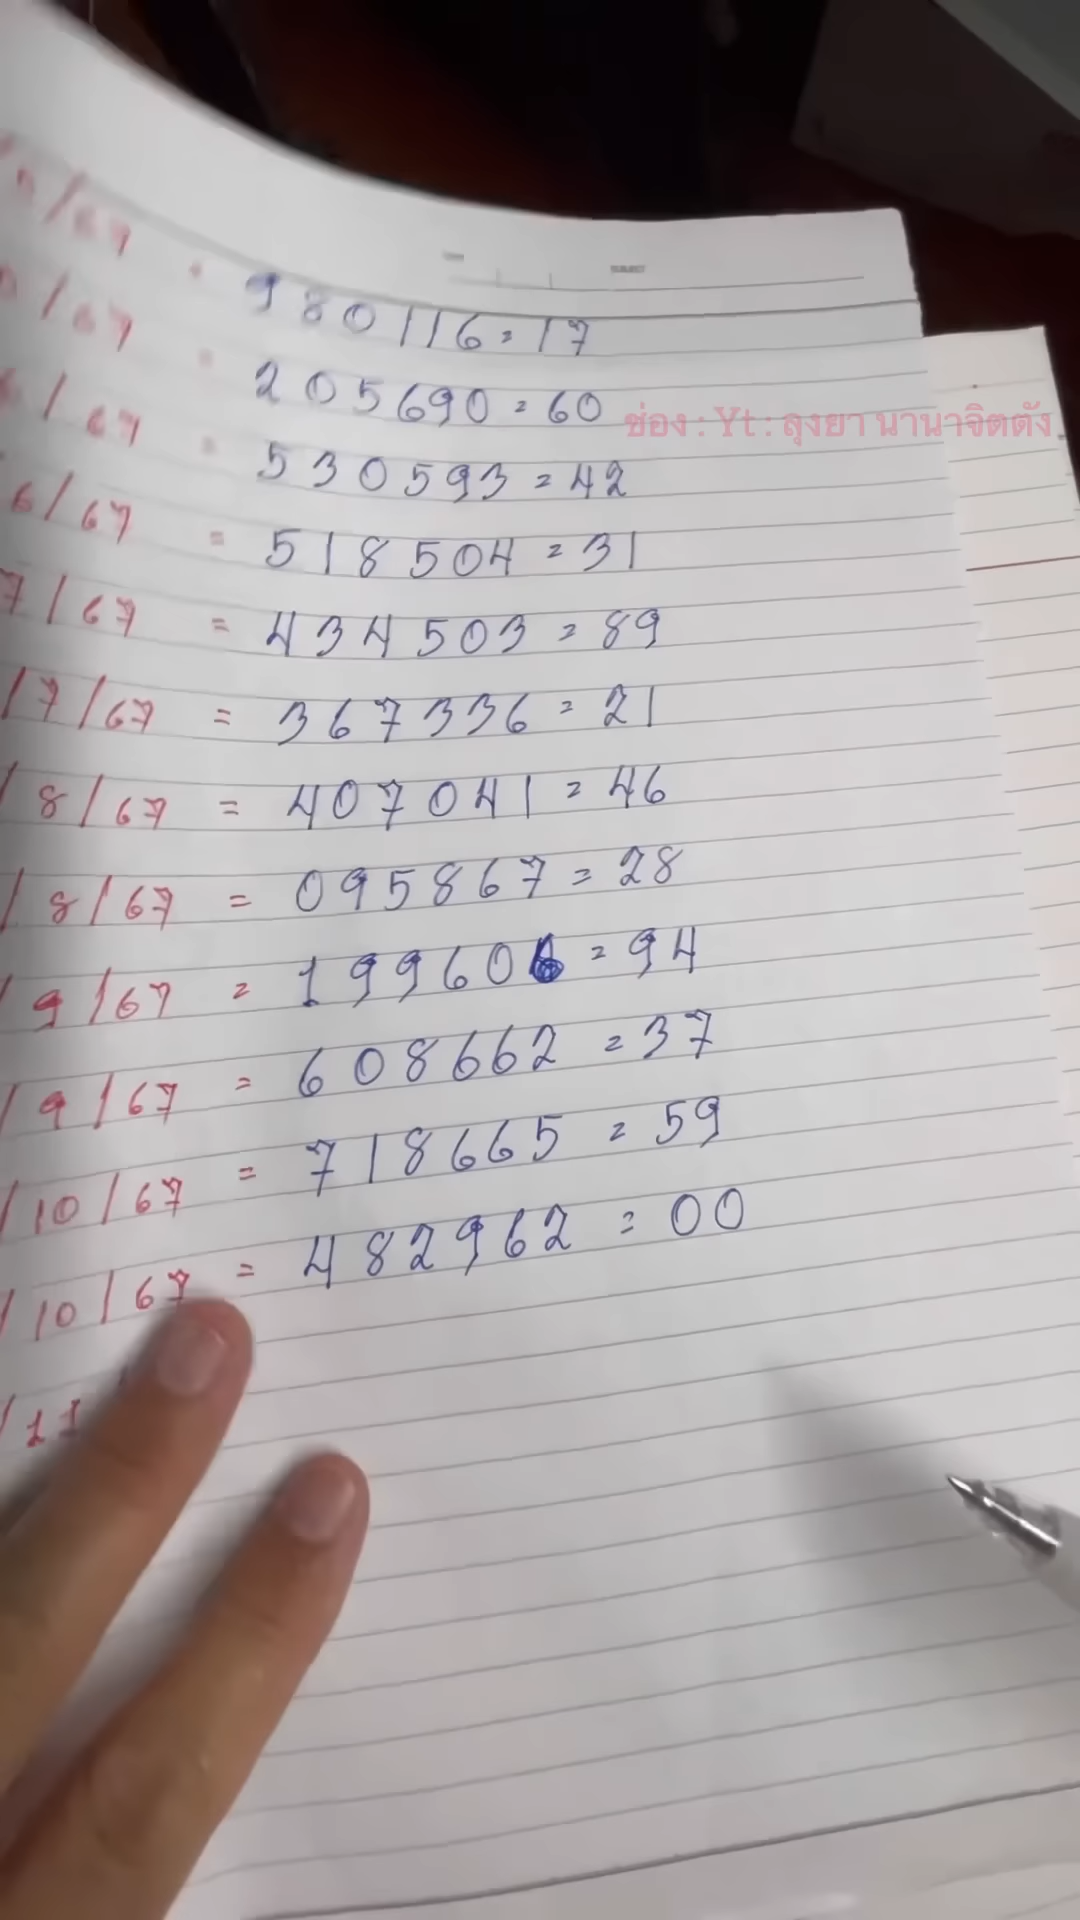 /67 = 980116 = 17
/67 = 205690 = 60
ช่อง : Yt : ลุงยา นานาจิตตัง
/ 67 = 530593 = 42
6/67 = 518504 = 31
7/67 = 434503 = 89
/7/67 = 367336 = 21
/8/67 = 407041 = 46
/8/67 = 095867 = 28
/9/67 = 199606 = 94
/9/67 = 608662 = 37
/10/67 = 718665 = 59
/10/67 = 482962 = 00
/11